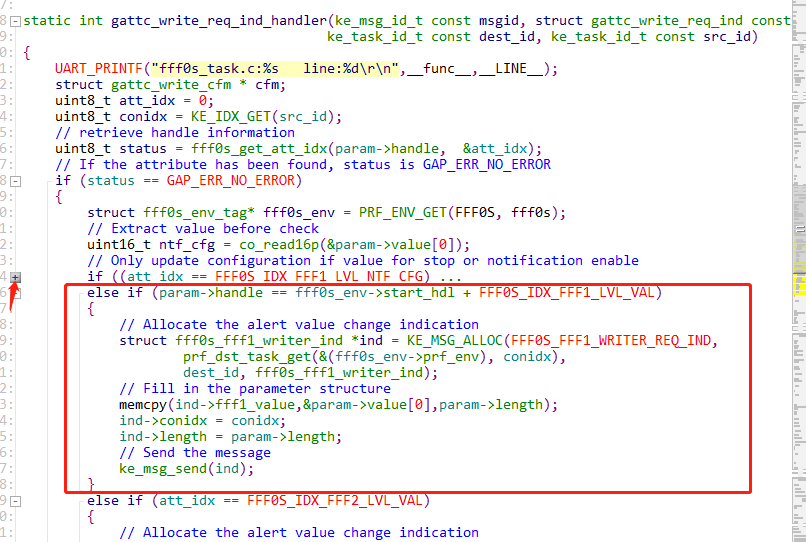 static int gattc_write_req_ind_handler(ke_msg_id_t const msgid, struct gattc_write_req_ind const
ke_task_id_t const dest_id, ke_task_id_t const src_id)
{
UART_PRINTF("fff0s_task.c:%s line:%d\r\n",__func__,__LINE__);
struct gattc_write_cfm * cfm;
uint8_t att_idx = 0;
uint8_t conidx = KE_IDX_GET(src_id);
// retrieve handle information
uint8_t status = fff0s_get_att_idx(param->handle, &att_idx);
// If the attribute has been found, status is GAP_ERR_NO_ERROR
if (status == GAP_ERR_NO_ERROR)
{
struct fff0s_env_tag* fff0s_env = PRF_ENV_GET(FFF0S, fff0s);
// Extract value before check
uint16_t ntf_cfg = co_read16p(&param->value[0]);
// Only update configuration if value for stop or notification enable
if ((att_idx == FFF0S_IDX_FFF1_LVL_NTF_CFG) ...
else if (param->handle == fff0s_env->start_hdl + FFF0S_IDX_FFF1_LVL_VAL)
{
// Allocate the alert value change indication
struct fff0s_fff1_writer_ind *ind = KE_MSG_ALLOC(FFF0S_FFF1_WRITER_REQ_IND,
prf_dst_task_get(&(fff0s_env->prf_env), conidx),
dest_id, fff0s_fff1_writer_ind);
// Fill in the parameter structure
memcpy(ind->fff1_value,&param->value[0],param->length);
ind->conidx = conidx;
ind->length = param->length;
// Send the message
ke_msg_send(ind);
}
else if (att_idx == FFF0S_IDX_FFF2_LVL_VAL)
{
// Allocate the alert value change indication